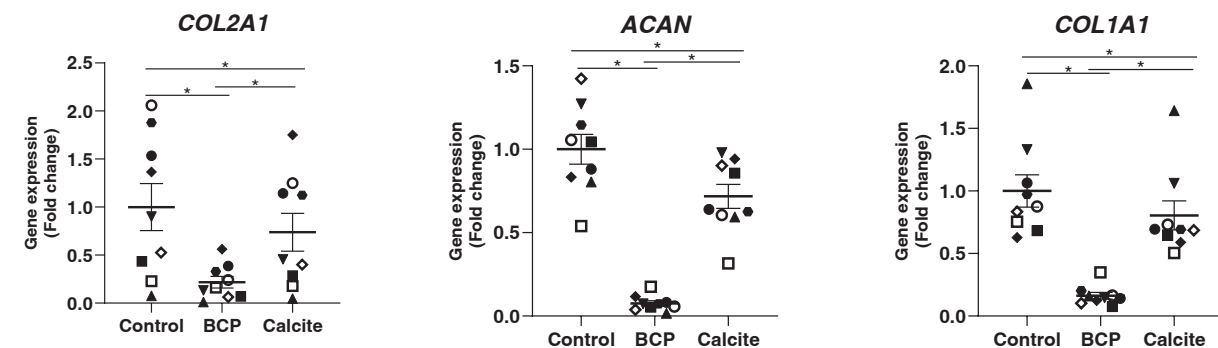 COL2A1
Gene expression
(Fold change)
2.5
2.0
1.5
1.0
0.5
0.0
*
*
*
Control BCP Calcite
ACAN
Gene expression
(Fold change)
1.5
1.0
0.5
0.0
*
*
*
Control BCP Calcite
COL1A1
Gene expression
(Fold change)
2.0
1.5
1.0
0.5
0.0
*
*
*
Control BCP Calcite